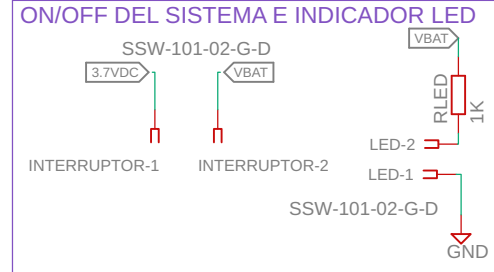 ON/OFF DEL SISTEMA E INDICADOR LED
SSW-101-02-G-D
3.7VDC
VBAT
INTERRUPTOR-1
INTERRUPTOR-2
VBAT
RLED
1K
LED-2
LED-1
SSW-101-02-G-D
GND